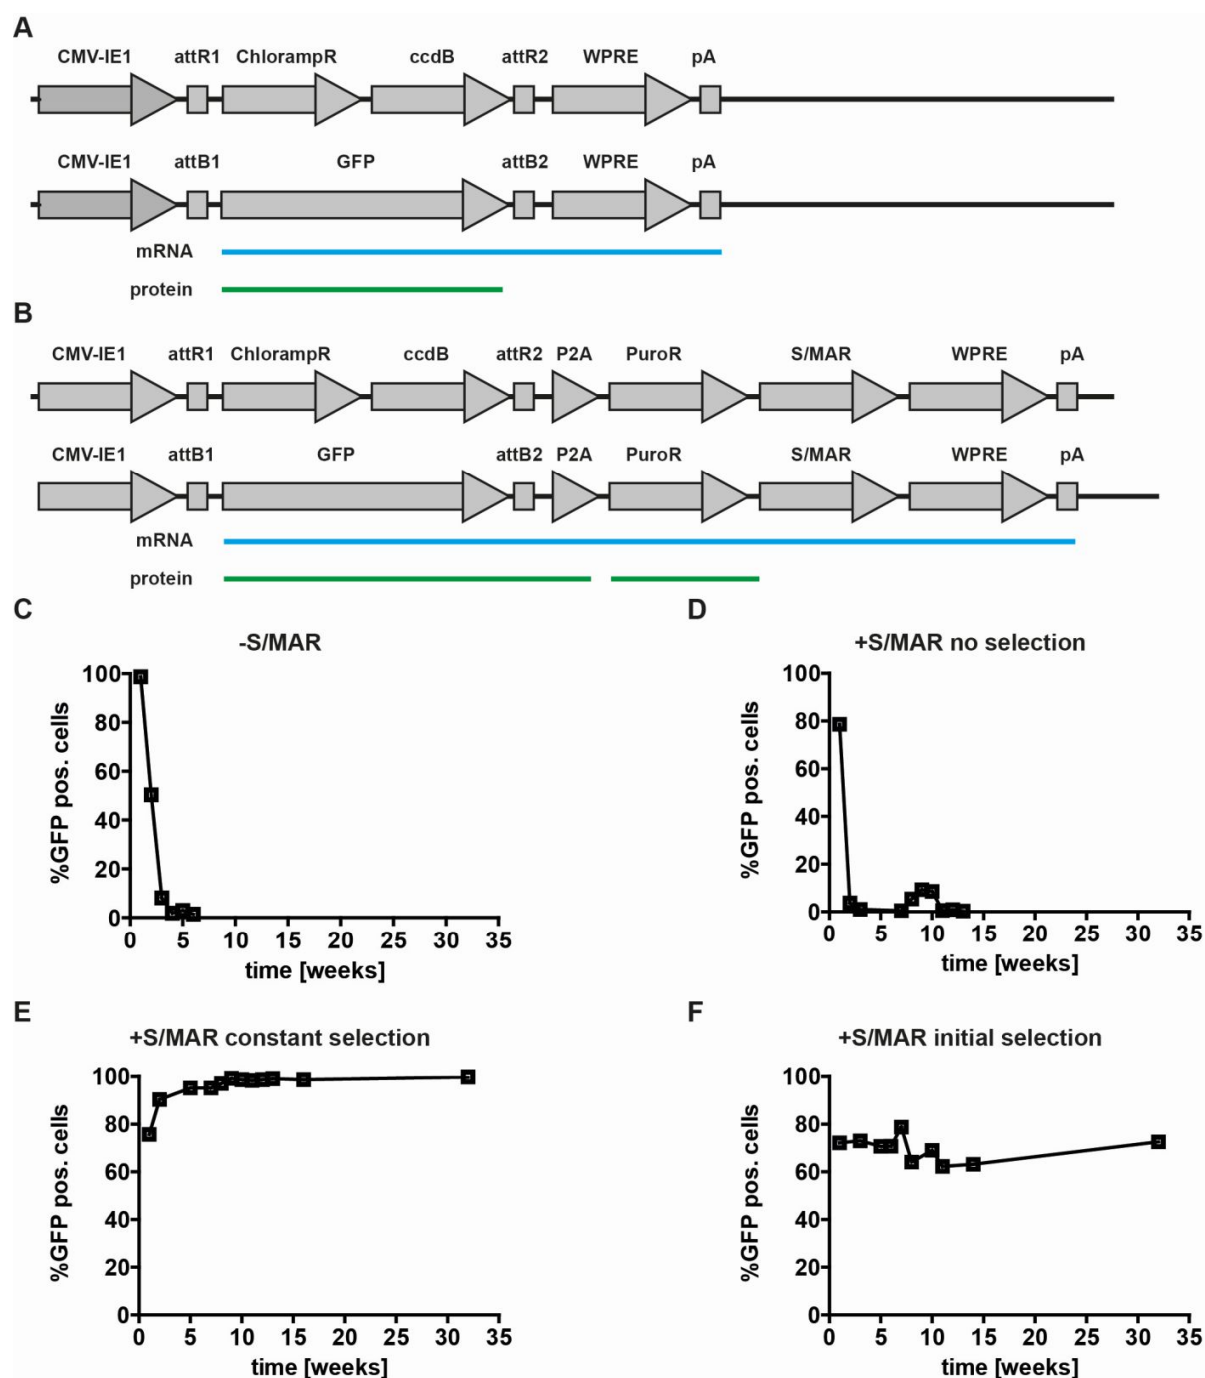 A
CMV-IE1 attR1 ChlorampR ccdB attR2 WPRE pA
CMV-IE1 attB1 GFP attB2 WPRE pA
mRNA
protein
B
CMV-IE1 attR1 ChlorampR ccdB attR2 P2A PuroR S/MAR WPRE pA
CMV-IE1 attB1 GFP attB2 P2A PuroR S/MAR WPRE pA
mRNA
protein
C
-S/MAR
%GFP pos. cells
100
80
60
40
20
0
0 5 10 15 20 25 30 35
time [weeks]
D
+S/MAR no selection
%GFP pos. cells
100
80
60
40
20
0
0 5 10 15 20 25 30 35
time [weeks]
E
+S/MAR constant selection
%GFP pos. cells
100
80
60
40
20
0
0 5 10 15 20 25 30 35
time [weeks]
F
+S/MAR initial selection
%GFP pos. cells
100
80
60
40
20
0
0 5 10 15 20 25 30 35
time [weeks]